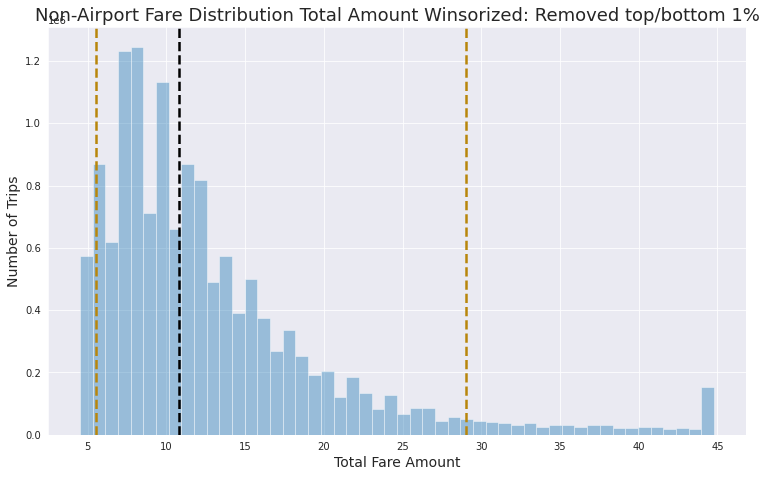 Non-Airport Fare Distribution Total Amount Winsorized: Removed top/bottom 1%
1e6
1.2
1.0
0.8
0.6
0.4
0.2
0.0
Number of Trips
5 10 15 20 25 30 35 40 45
Total Fare Amount